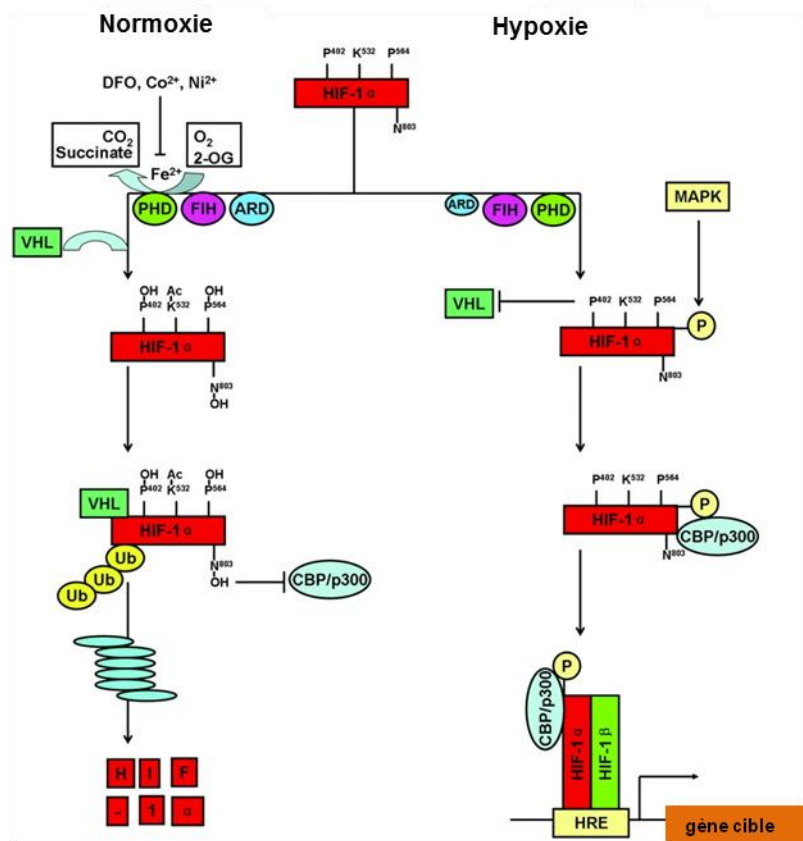 Normoxie
Hypoxie
DFO, Co²⁺, Ni²⁺
P⁴⁰² K⁵³² P⁵⁶⁴
HIF-1 α
N⁸⁰³
CO₂
Succinate
O₂
2-OG
Fe²⁺
PHD
FIH
ARD
ARD
FIH
PHD
MAPK
VHL
OH Ac OH
P⁴⁰² K⁵³² P⁵⁶⁴
HIF-1 α
N⁸⁰³
OH
VHL
P⁴⁰² K⁵³² P⁵⁶⁴
P
HIF-1 α
N⁸⁰³
OH Ac OH
P⁴⁰² K⁵³² P⁵⁶⁴
VHL
HIF-1 α
Ub
Ub
Ub
N⁸⁰³
OH
CBP/p300
P⁴⁰² K⁵³² P⁵⁶⁴
P
HIF-1 α
N⁸⁰³
CBP/p300
H I F
- 1 α
P
CBP/p300
HIF-1 α
HIF-1 β
HRE
gène cible